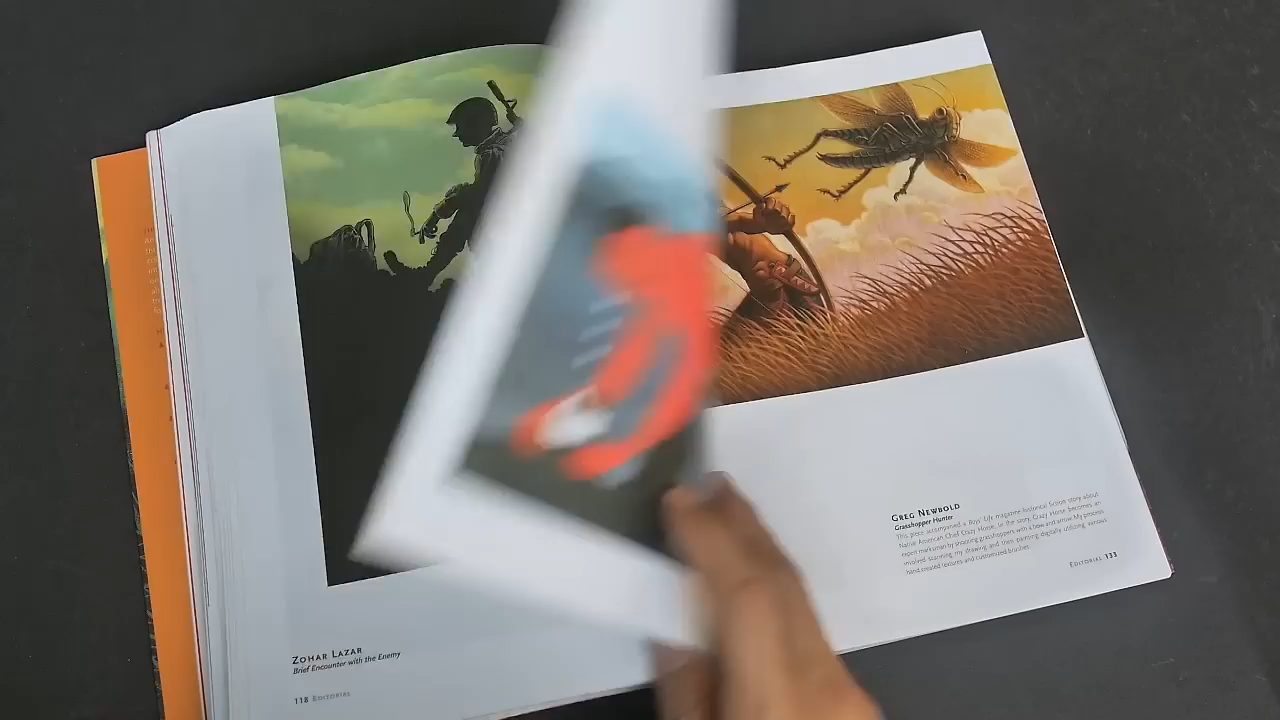 ZOHAR LAZAR
Brief Encounter with the Enemy
118 EDITORIAL
GREG NEWBOLD
Grasshopper Hunter
This piece accompanied a Boys' Life magazine historical fiction story about
Native American Chief Crazy Horse. In the story, Crazy Horse becomes an
expert marksman by shooting grasshoppers with a bow and arrow. My process
involved scanning my drawing and then painting digitally utilizing various
hand created textures and customized brushes.
EDITORIAL 133